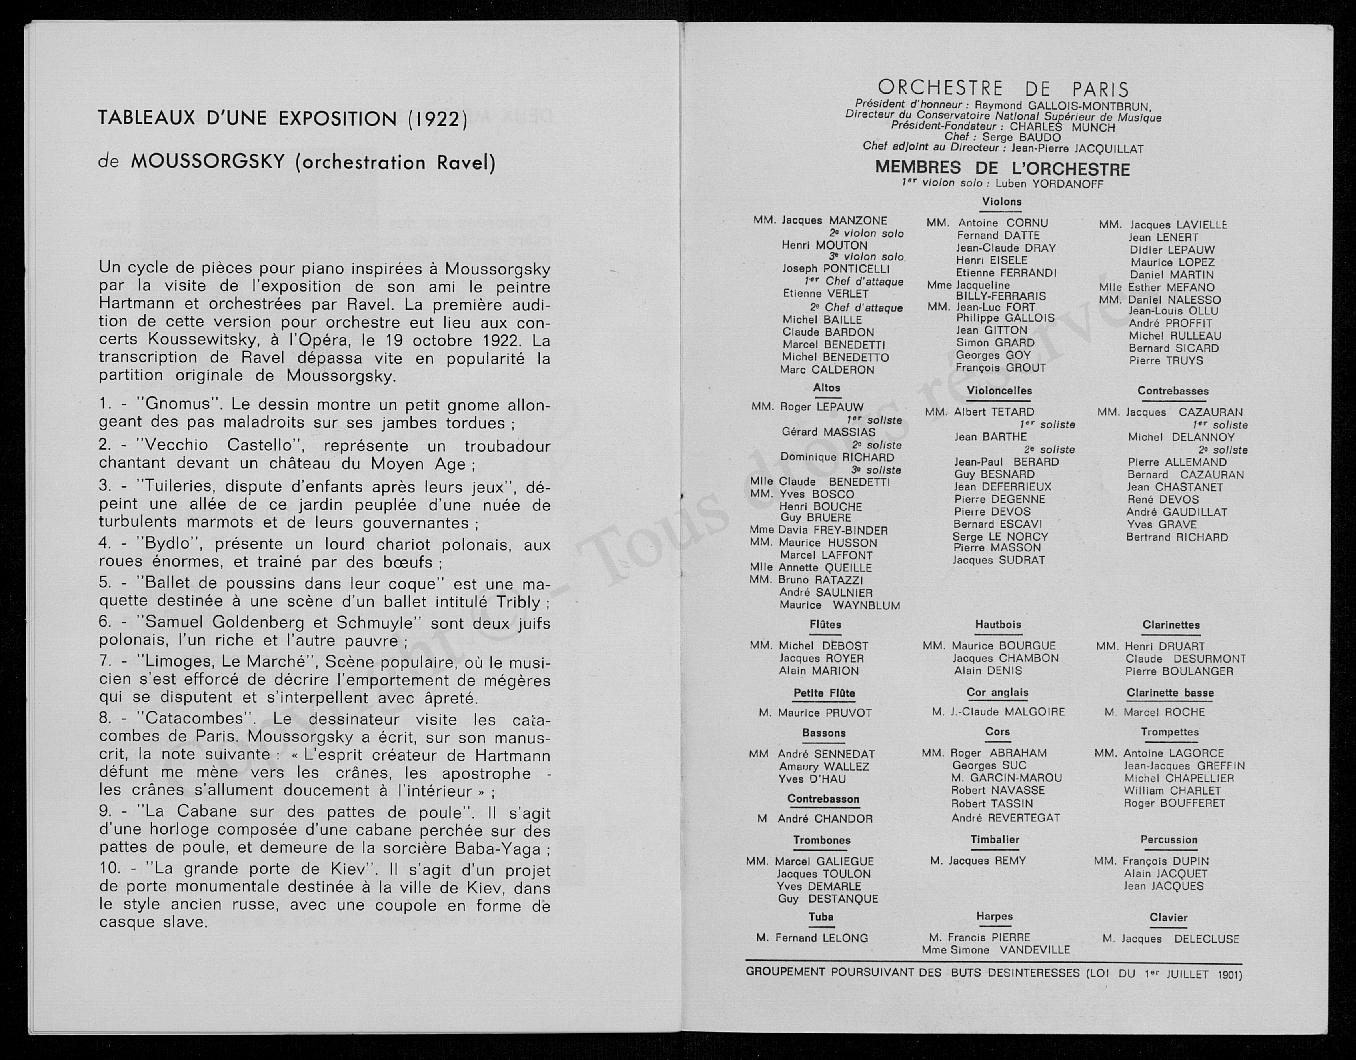 TABLEAUX D'UNE EXPOSITION (1922)
de MOUSSORGSKY (orchestration Ravel)
Un cycle de pièces pour piano inspirées à Moussorgsky
par la visite de l'exposition de son ami le peintre
Hartmann et orchestrées par Ravel. La première audi-
tion de cette version pour orchestre eut lieu aux con-
certs Koussewitsky, à l'Opéra, le 19 octobre 1922. La
transcription de Ravel dépassa vite en popularité la
partition originale de Moussorgsky.
1. - "Gnomus". Le dessin montre un petit gnome allon-
geant des pas maladroits sur ses jambes tordues ;
2. - "Vecchio Castello", représente un troubadour
chantant devant un château du Moyen Age ;
3. - "Tuileries, dispute d'enfants après leurs jeux", dé-
peint une allée de ce jardin peuplée d'une nuée de
turbulents marmots et de leurs gouvernantes ;
4. - "Bydlo", présente un lourd chariot polonais, aux
roues énormes, et trainé par des bœufs ;
5. - "Ballet de poussins dans leur coque" est une ma-
quette destinée à une scène d'un ballet intitulé Tribly ;
6. - "Samuel Goldenberg et Schmuyle" sont deux juifs
polonais, l'un riche et l'autre pauvre ;
7. - "Limoges, Le Marché", Scène populaire, où le musi-
cien s'est efforcé de décrire l'emportement de mégères
qui se disputent et s'interpellent avec âpreté.
8. - "Catacombes". Le dessinateur visite les cata-
combes de Paris. Moussorgsky a écrit, sur son manus-
crit, la note suivante : « L'esprit créateur de Hartmann
défunt me mène vers les crânes, les apostrophe -
les crânes s'allument doucement à l'intérieur » ;
9. - "La Cabane sur des pattes de poule". Il s'agit
d'une horloge composée d'une cabane perchée sur des
pattes de poule, et demeure de la sorcière Baba-Yaga ;
10. - "La grande porte de Kiev". Il s'agit d'un projet
de porte monumentale destinée à la ville de Kiev, dans
le style ancien russe, avec une coupole en forme de
casque slave.
ORCHESTRE DE PARIS
Président d'honneur : Raymond GALLOIS-MONTBRUN,
Directeur du Conservatoire National Supérieur de Musique
Président-Fondateur : CHARLES MUNCH
Chef : Serge BAUDO
Chef adjoint au Directeur : Jean-Pierre JACQUILLAT
MEMBRES DE L'ORCHESTRE
1er violon solo : Luben YORDANOFF
Violons
MM. Jacques MANZONE
2e violon solo
Henri MOUTON
3e violon solo
Joseph PONTICELLI
1er Chef d'attaque
Etienne VERLET
2e Chef d'attaque
Michel BAILLE
Claude BARDON
Marcel BENEDETTI
Michel BENEDETTO
Marc CALDERON
MM. Antoine CORNU
Fernand DATTE
Jean-Claude DRAY
Henri EISELE
Etienne FERRANDI
Mme Jacqueline
BILLY-FERRARIS
MM. Jean-Luc FORT
Philippe GALLOIS
Jean GITTON
Simon GRARD
Georges GOY
François GROUT
MM. Jacques LAVIELLE
Jean LENERT
Didier LEPAUW
Maurice LOPEZ
Daniel MARTIN
Mlle Esther MEFANO
MM. Daniel NALESSO
Jean-Louis OLLU
André PROFFIT
Michel RULLEAU
Bernard SICARD
Pierre TRUYS
Altos
MM. Roger LEPAUW
1er soliste
Gérard MASSIAS
2e soliste
Dominique RICHARD
3e soliste
Mlle Claude BENEDETTI
MM. Yves BOSCO
Henri BOUCHE
Guy BRUERE
Mme Davia FREY-BINDER
MM. Maurice HUSSON
Marcel LAFFONT
Mlle Annette QUEILLE
MM. Bruno RATAZZI
André SAULNIER
Maurice WAYNBLUM
Violoncelles
MM. Albert TETARD
1er soliste
Jean BARTHE
2e soliste
Jean-Paul BERARD
Guy BESNARD
Jean DEFERRIEUX
Pierre DEGENNE
Pierre DEVOS
Bernard ESCAVI
Serge LE NORCY
Pierre MASSON
Jacques SUDRAT
Contrebasses
MM. Jacques CAZAURAN
1er soliste
Michel DELANNOY
2e soliste
Pierre ALLEMAND
Bernard CAZAURAN
Jean CHASTANET
René DEVOS
André GAUDILLAT
Yves GRAVE
Bertrand RICHARD
Flûtes
MM. Michel DEBOST
Jacques ROYER
Alain MARION
Hautbois
MM. Maurice BOURGUE
Jacques CHAMBON
Alain DENIS
Clarinettes
MM. Henri DRUART
Claude DESURMONT
Pierre BOULANGER
Petite Flûte
M. Maurice PRUVOT
Cor anglais
M. J.-Claude MALGOIRE
Clarinette basse
M. Marcel ROCHE
Bassons
MM André SENNEDAT
Amaury WALLEZ
Yves D'HAU
Contrebasson
M André CHANDOR
Cors
MM. Roger ABRAHAM
Georges SUC
M. GARCIN-MAROU
Robert NAVASSE
Robert TASSIN
André REVERTEGAT
Trompettes
MM. Antoine LAGORCE
Jean-Jacques GREFFIN
Michel CHAPELLIER
William CHARLET
Roger BOUFFERET
Trombones
MM. Marcel GALIEGUE
Jacques TOULON
Yves DEMARLE
Guy DESTANQUE
Timbalier
M. Jacques REMY
Percussion
MM. François DUPIN
Alain JACQUET
Jean JACQUES
Tuba
M. Fernand LELONG
Harpes
M. Francis PIERRE
Mme Simone VANDEVILLE
Clavier
M. Jacques DELECLUSE
GROUPEMENT POURSUIVANT DES BUTS DESINTERESSES (LOI DU 1er JUILLET 1901)
Copyright © - Tous droits réservés